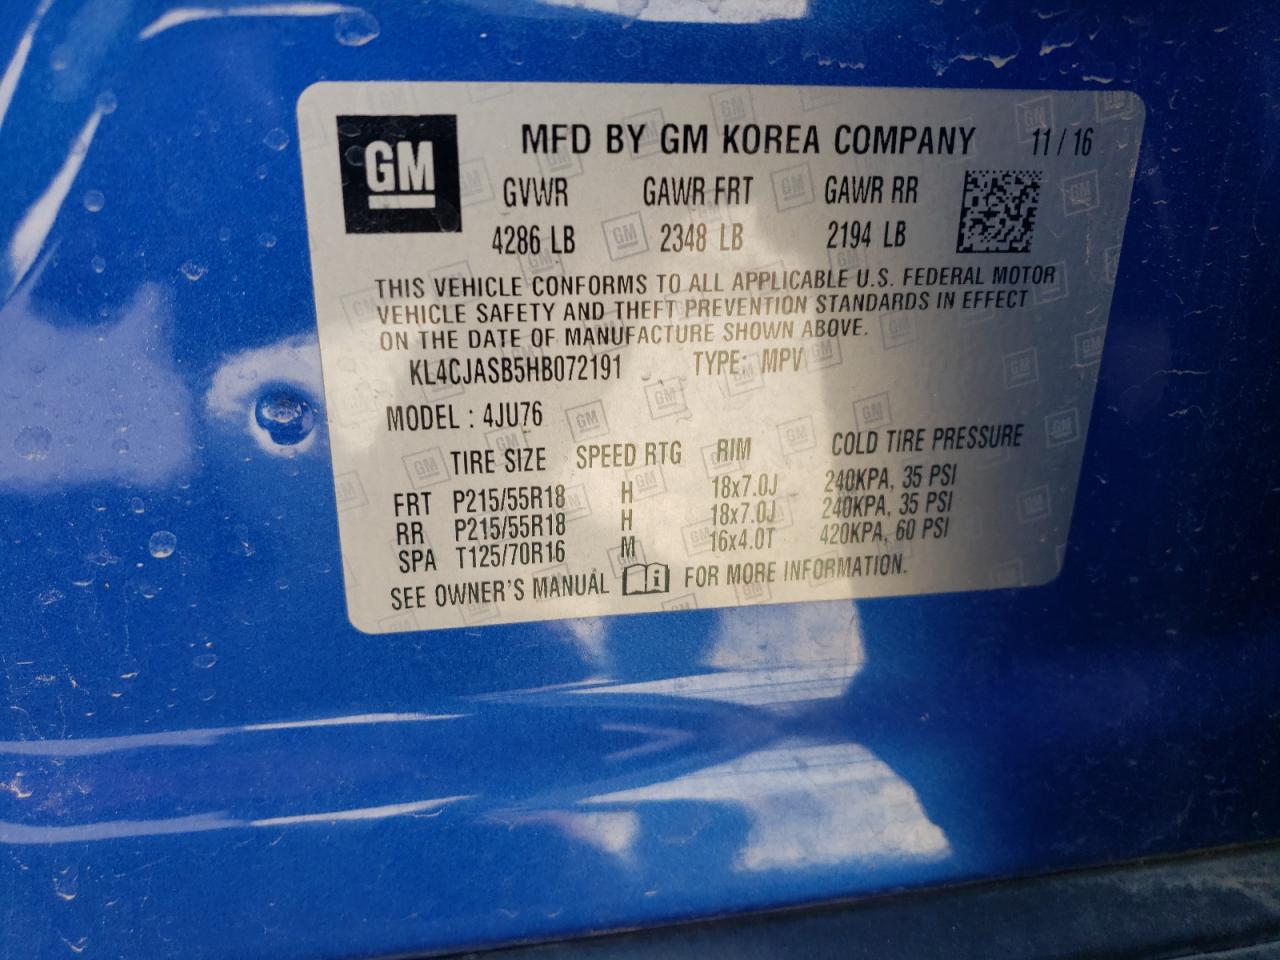 GM
MFD BY GM KOREA COMPANY 11 / 16
GVWR GAWR FRT GAWR RR
4286 LB 2348 LB 2194 LB
THIS VEHICLE CONFORMS TO ALL APPLICABLE U.S. FEDERAL MOTOR
VEHICLE SAFETY AND THEFT PREVENTION STANDARDS IN EFFECT
ON THE DATE OF MANUFACTURE SHOWN ABOVE.
KL4CJASB5HB072191 TYPE: MPV
MODEL : 4JU76
TIRE SIZE SPEED RTG RIM COLD TIRE PRESSURE
FRT P215/55R18 H 18x7.0J 240KPA, 35 PSI
RR P215/55R18 H 18x7.0J 240KPA, 35 PSI
SPA T125/70R16 M 16x4.0T 420KPA, 60 PSI
SEE OWNER'S MANUAL FOR MORE INFORMATION.